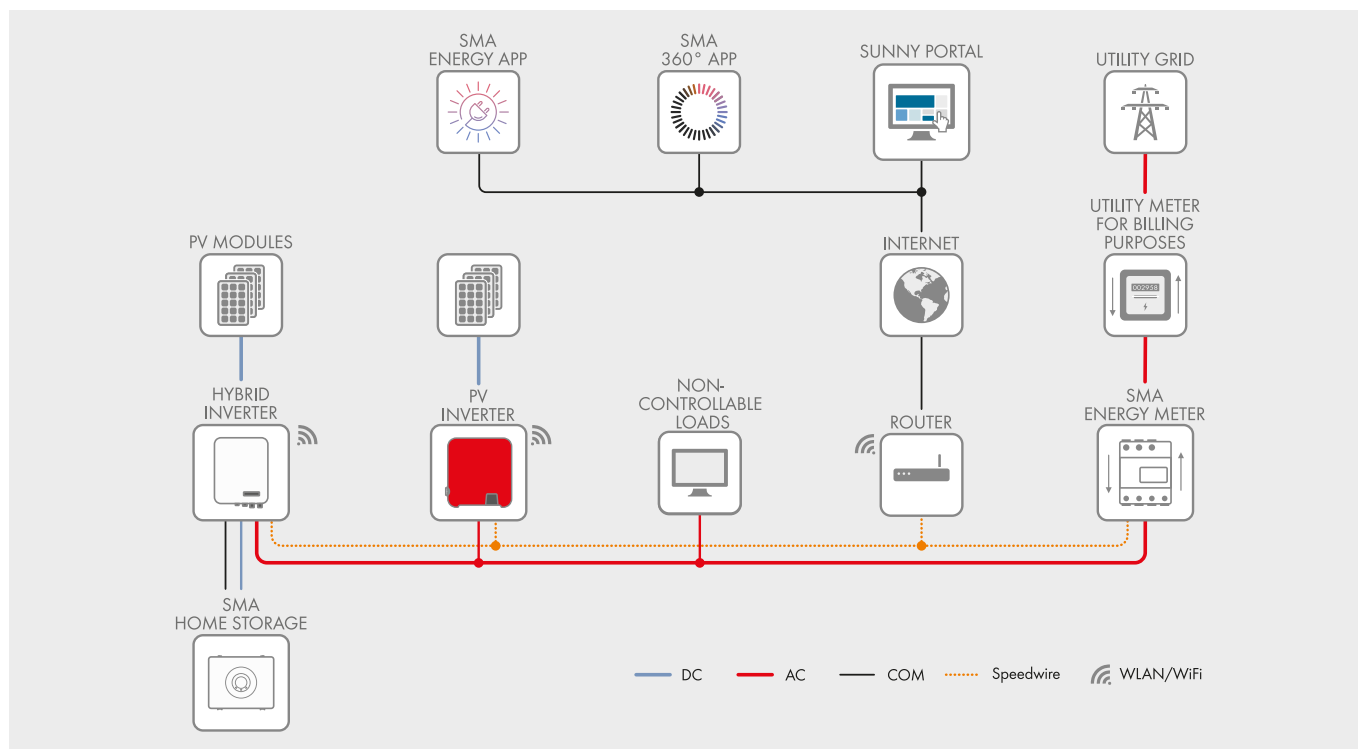 SMA
ENERGY APP
SMA
360° APP
SUNNY PORTAL
UTILITY GRID
UTILITY METER
FOR BILLING
PURPOSES
PV MODULES
INTERNET
002958
HYBRID
INVERTER
PV
INVERTER
NON-
CONTROLLABLE
LOADS
ROUTER
SMA
ENERGY METER
SMA
HOME STORAGE
DC
AC
COM
Speedwire
WLAN/WiFi